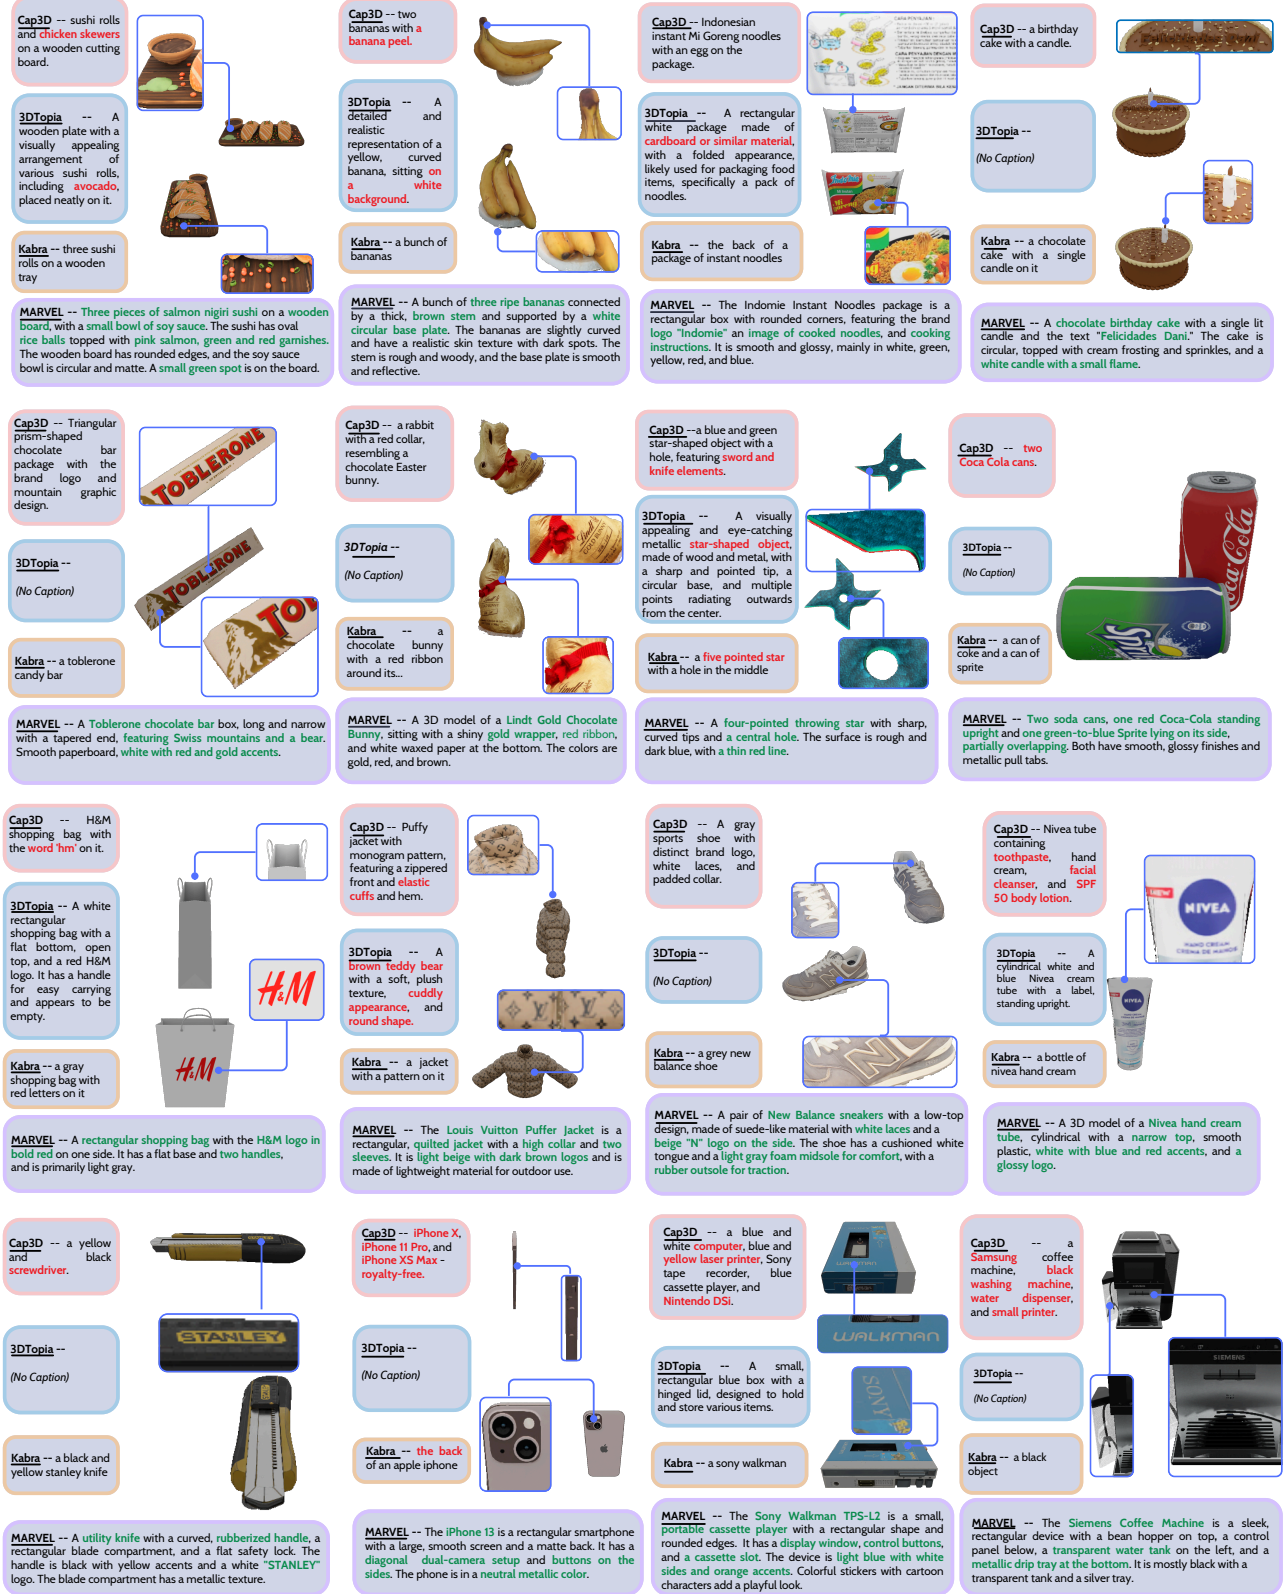 Cap3D -- sushi rolls
and chicken skewers
on a wooden cutting
board.
3DTopia -- A
wooden plate with a
visually appealing
arrangement of
various sushi rolls,
including avocado,
placed neatly on it.
Kabra -- three sushi
rolls on a wooden
tray
MARVEL -- Three pieces of salmon nigiri sushi on a wooden
board, with a small bowl of soy sauce. The sushi has oval
rice balls topped with pink salmon, green and red garnishes.
The wooden board has rounded edges, and the soy sauce
bowl is circular and matte. A small green spot is on the board.
Cap3D -- two
bananas with a
banana peel.
3DTopia -- A
detailed and
realistic
representation of a
yellow, curved
banana, sitting on
a white
background.
Kabra -- a bunch of
bananas
MARVEL -- A bunch of three ripe bananas connected
by a thick, brown stem and supported by a white
circular base plate. The bananas are slightly curved
and have a realistic skin texture with dark spots. The
stem is rough and woody, and the base plate is smooth
and reflective.
Cap3D -- Indonesian
instant Mi Goreng noodles
with an egg on the
package.
3DTopia -- A rectangular
white package made of
cardboard or similar material,
with a folded appearance,
likely used for packaging food
items, specifically a pack of
noodles.
Kabra -- the back of a
package of instant noodles
MARVEL -- The Indomie Instant Noodles package is a
rectangular box with rounded corners, featuring the brand
logo "Indomie" an image of cooked noodles, and cooking
instructions. It is smooth and glossy, mainly in white, green,
yellow, red, and blue.
Cap3D -- a birthday
cake with a candle.
3DTopia --
(No Caption)
Kabra -- a chocolate
cake with a single
candle on it
MARVEL -- A chocolate birthday cake with a single lit
candle and the text "Felicidades Dani." The cake is
circular, topped with cream frosting and sprinkles, and a
white candle with a small flame.
Cap3D -- Triangular
prism-shaped
chocolate bar
package with the
brand logo and
mountain graphic
design.
3DTopia --
(No Caption)
Kabra -- a toblerone
candy bar
TOBLERONE
TOBLERONE
TO
MARVEL -- A Toblerone chocolate bar box, long and narrow
with a tapered end, featuring Swiss mountains and a bear.
Smooth paperboard, white with red and gold accents.
Cap3D -- a rabbit
with a red collar,
resembling a
chocolate Easter
bunny.
3DTopia --
(No Caption)
Kabra -- a
chocolate bunny
with a red ribbon
around its...
Lindt
GOLD BUNNY
MARVEL -- A 3D model of a Lindt Gold Chocolate
Bunny, sitting with a shiny gold wrapper, red ribbon,
and white waxed paper at the bottom. The colors are
gold, red, and brown.
Cap3D --a blue and green
star-shaped object with a
hole, featuring sword and
knife elements.
3DTopia -- A visually
appealing and eye-catching
metallic star-shaped object,
made of wood and metal, with
a sharp and pointed tip, a
circular base, and multiple
points radiating outwards
from the center.
Kabra -- a five pointed star
with a hole in the middle
MARVEL -- A four-pointed throwing star with sharp,
curved tips and a central hole. The surface is rough and
dark blue, with a thin red line.
Cap3D -- two
Coca Cola cans.
3DTopia --
(No Caption)
Kabra -- a can of
coke and a can of
sprite
Coca-Cola
Sprite
MARVEL -- Two soda cans, one red Coca-Cola standing
upright and one green-to-blue Sprite lying on its side,
partially overlapping. Both have smooth, glossy finishes and
metallic pull tabs.
Cap3D -- H&M
shopping bag with
the word 'hm' on it.
3DTopia -- A white
rectangular
shopping bag with a
flat bottom, open
top, and a red H&M
logo. It has a handle
for easy carrying
and appears to be
empty.
Kabra -- a gray
shopping bag with
red letters on it
H&M
H&M
MARVEL -- A rectangular shopping bag with the H&M logo in
bold red on one side. It has a flat base and two handles,
and is primarily light gray.
Cap3D -- Puffy
jacket with
monogram pattern,
featuring a zippered
front and elastic
cuffs and hem.
3DTopia -- A
brown teddy bear
with a soft, plush
texture, cuddly
appearance, and
round shape.
Kabra -- a jacket
with a pattern on it
MARVEL -- The Louis Vuitton Puffer Jacket is a
rectangular, quilted jacket with a high collar and two
sleeves. It is light beige with dark brown logos and is
made of lightweight material for outdoor use.
Cap3D -- A gray
sports shoe with
distinct brand logo,
white laces, and
padded collar.
3DTopia --
(No Caption)
Kabra -- a grey new
balance shoe
N
MARVEL -- A pair of New Balance sneakers with a low-top
design, made of suede-like material with white laces and a
beige "N" logo on the side. The shoe has a cushioned white
tongue and a light gray foam midsole for comfort, with a
rubber outsole for traction.
Cap3D -- Nivea tube
containing
toothpaste, hand
cream, facial
cleanser, and SPF
50 body lotion.
3DTopia -- A
cylindrical white and
blue Nivea cream
tube with a label,
standing upright.
Kabra -- a bottle of
nivea hand cream
NIVEA
HAND CREAM
CREMA DE MANOS
NIVEA
MARVEL -- A 3D model of a Nivea hand cream
tube, cylindrical with a narrow top, smooth
plastic, white with blue and red accents, and a
glossy logo.
Cap3D -- a yellow
and black
screwdriver.
3DTopia --
(No Caption)
Kabra -- a black and
yellow stanley knife
STANLEY
MARVEL -- A utility knife with a curved, rubberized handle, a
rectangular blade compartment, and a flat safety lock. The
handle is black with yellow accents and a white "STANLEY"
logo. The blade compartment has a metallic texture.
Cap3D -- iPhone X,
iPhone 11 Pro, and
iPhone XS Max -
royalty-free.
3DTopia --
(No Caption)
Kabra -- the back
of an apple iphone
MARVEL -- The iPhone 13 is a rectangular smartphone
with a large, smooth screen and a matte back. It has a
diagonal dual-camera setup and buttons on the
sides. The phone is in a neutral metallic color.
Cap3D -- a blue and
white computer, blue and
yellow laser printer, Sony
tape recorder, blue
cassette player, and
Nintendo DSi.
3DTopia -- A small,
rectangular blue box with a
hinged lid, designed to hold
and store various items.
Kabra -- a sony walkman
WALKMAN
WALKMAN
SONY
MARVEL -- The Sony Walkman TPS-L2 is a small,
portable cassette player with a rectangular shape and
rounded edges. It has a display window, control buttons,
and a cassette slot. The device is light blue with white
sides and orange accents. Colorful stickers with cartoon
characters add a playful look.
Cap3D -- a
Samsung coffee
machine, black
washing machine,
water dispenser,
and small printer.
3DTopia --
(No Caption)
Kabra -- a black
object
SIEMENS
MARVEL -- The Siemens Coffee Machine is a sleek,
rectangular device with a bean hopper on top, a control
panel below, a transparent water tank on the left, and a
metallic drip tray at the bottom. It is mostly black with a
transparent tank and a silver tray.